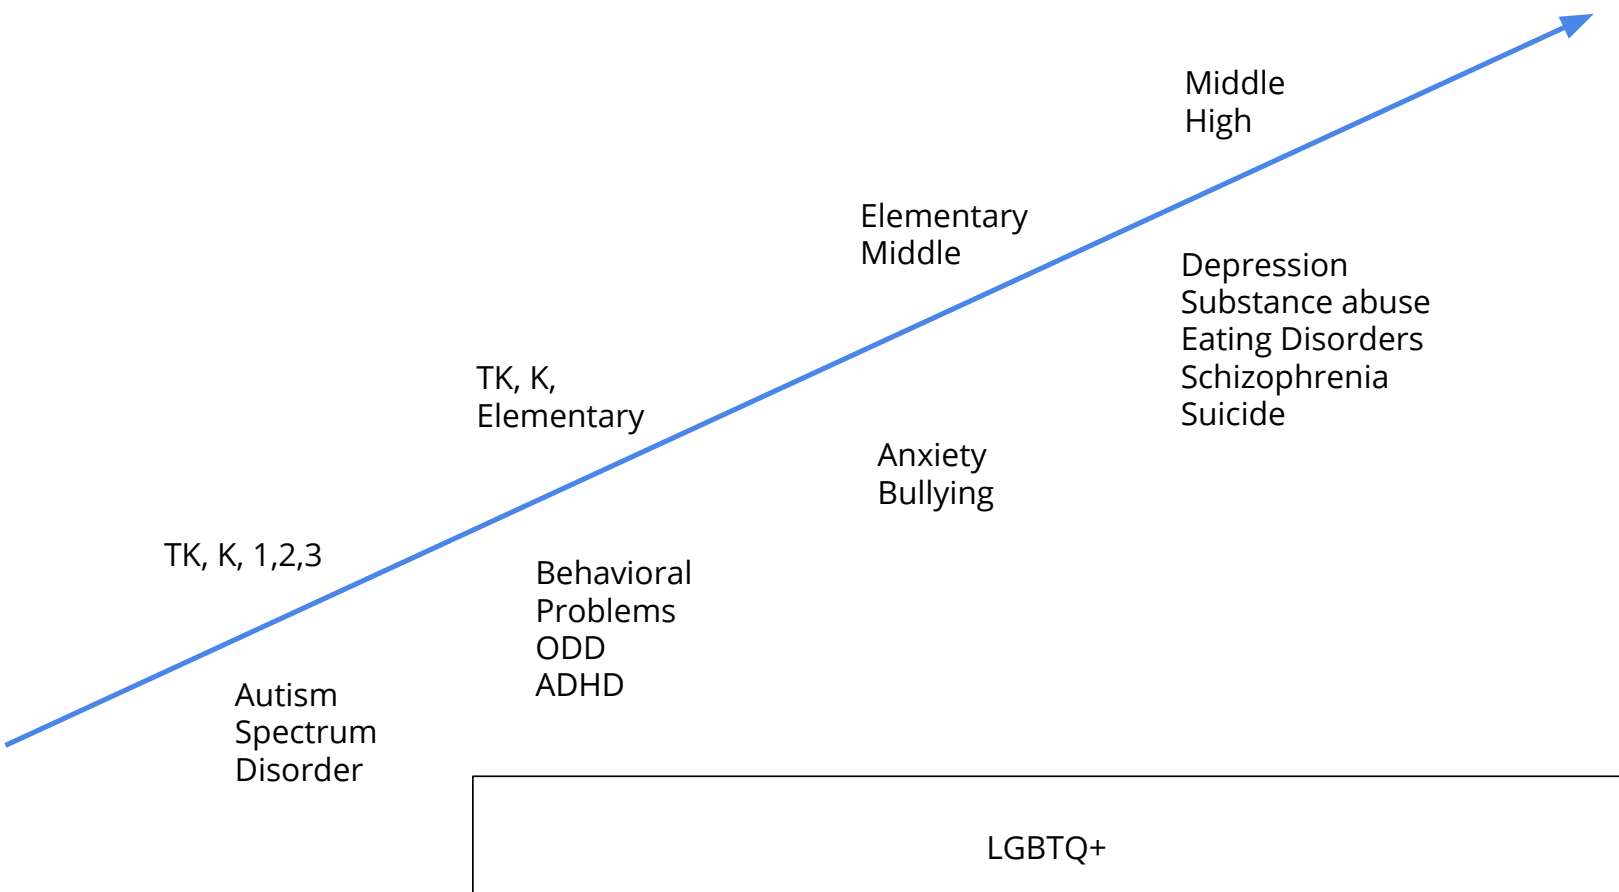 Middle
High
Elementary
Middle
Depression
Substance abuse
Eating Disorders
Schizophrenia
Suicide
TK, K,
Elementary
Anxiety
Bullying
TK, K, 1,2,3
Behavioral
Problems
ODD
ADHD
Autism
Spectrum
Disorder
LGBTQ+